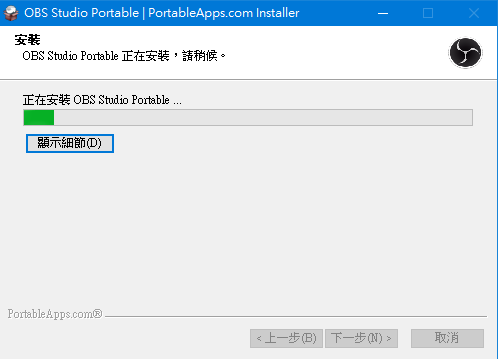 OBS Studio Portable | PortableApps.com Installer
安裝
OBS Studio Portable 正在安裝，請稍候。
正在安裝 OBS Studio Portable ...
顯示細節(D)
PortableApps.com®
< 上一步(B) 下一步(N) > 取消